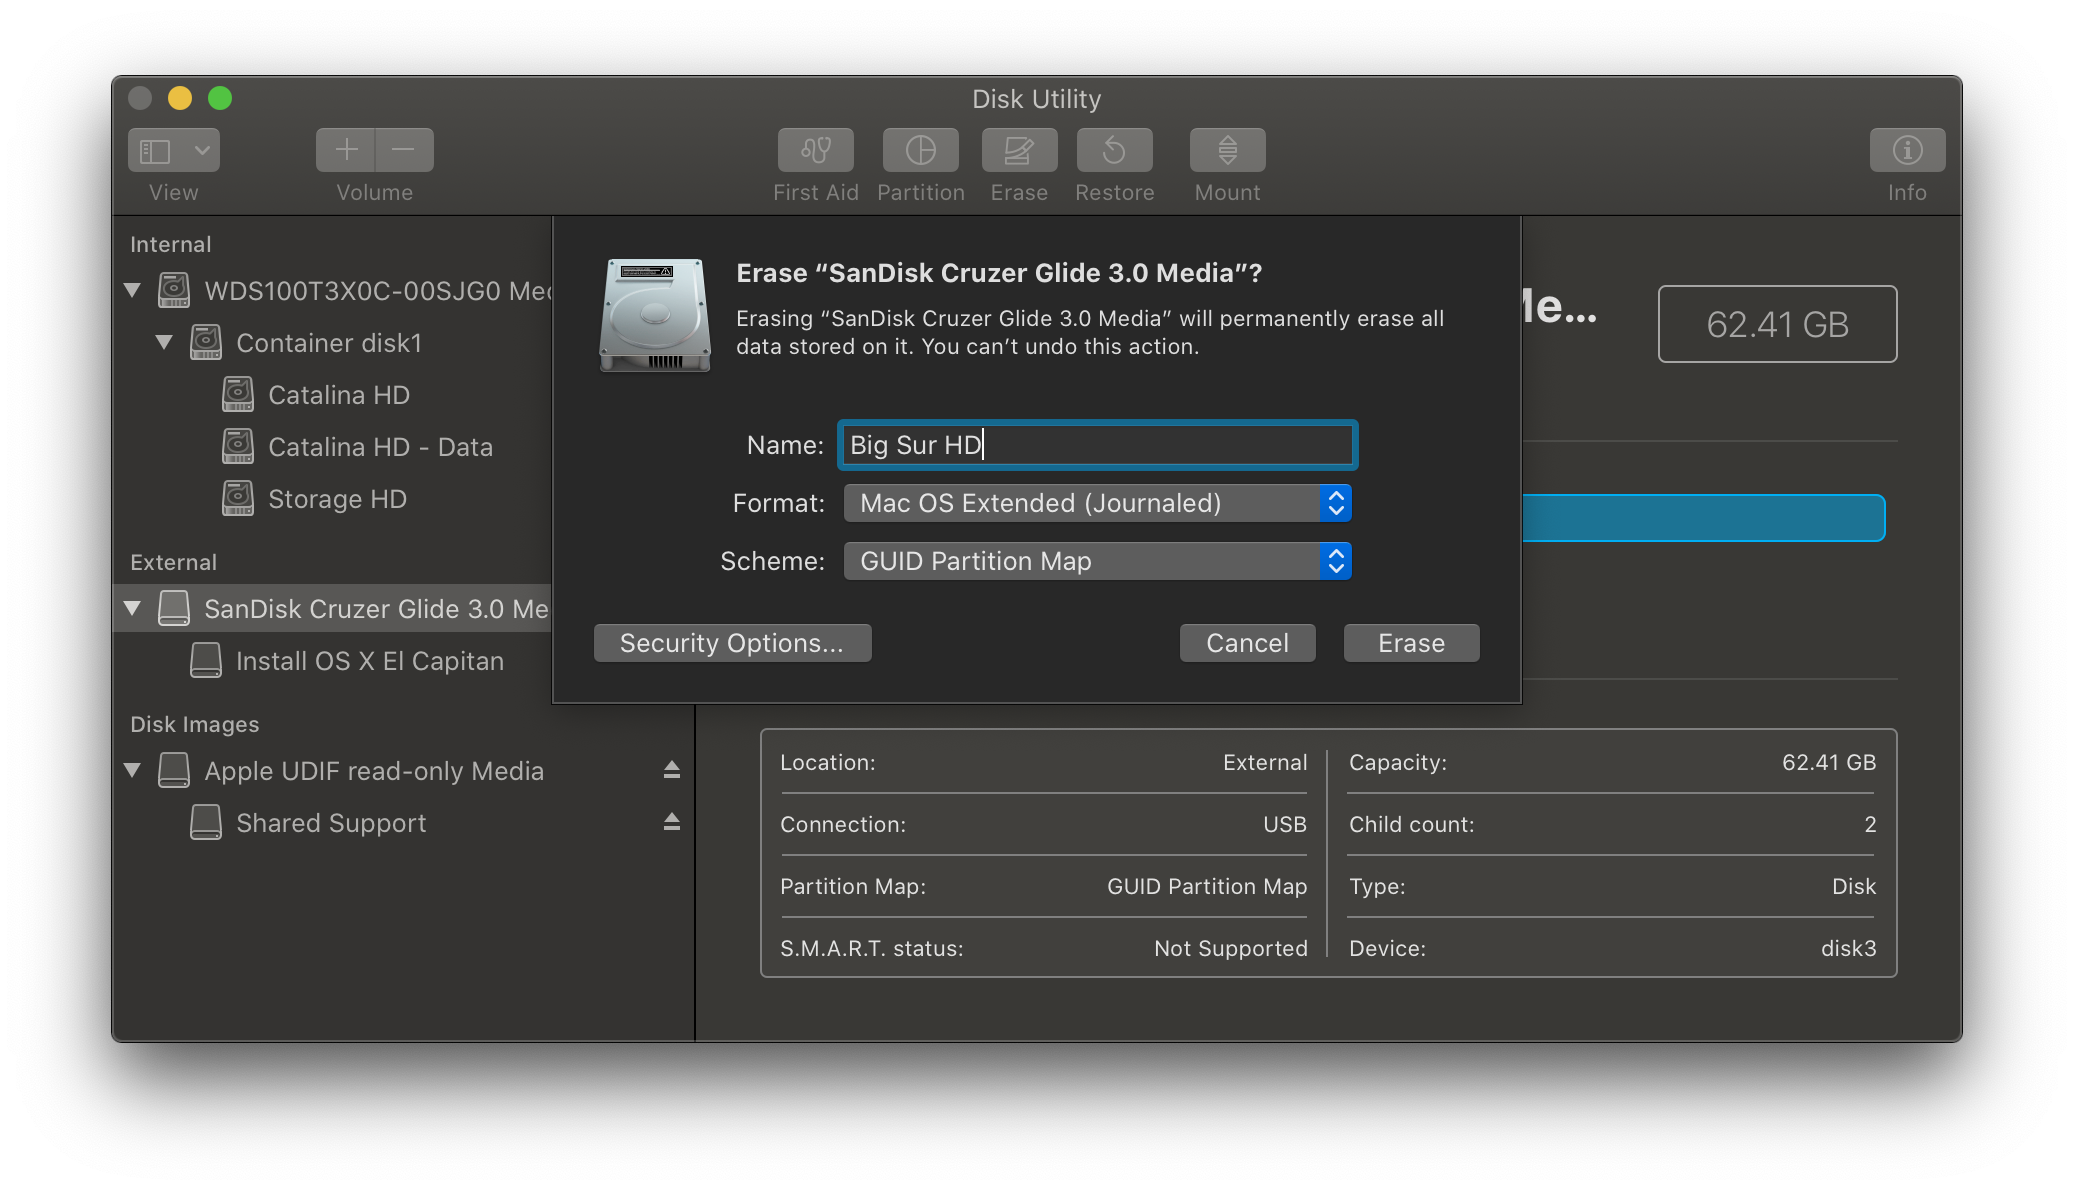 Disk Utility
View
Volume
First Aid
Partition
Erase
Restore
Mount
Info
Internal
WDS100T3X0C-00SJG0 Med
Container disk1
Catalina HD
Catalina HD - Data
Storage HD
External
SanDisk Cruzer Glide 3.0 Me
Install OS X El Capitan
Disk Images
Apple UDIF read-only Media
Shared Support
Erase “SanDisk Cruzer Glide 3.0 Media”?
Erasing “SanDisk Cruzer Glide 3.0 Media” will permanently erase all
data stored on it. You can’t undo this action.
Name: Big Sur HD
Format: Mac OS Extended (Journaled)
Scheme: GUID Partition Map
Security Options...
Cancel
Erase
Me...
62.41 GB
Location: External
Connection: USB
Partition Map: GUID Partition Map
S.M.A.R.T. status: Not Supported
Capacity: 62.41 GB
Child count: 2
Type: Disk
Device: disk3